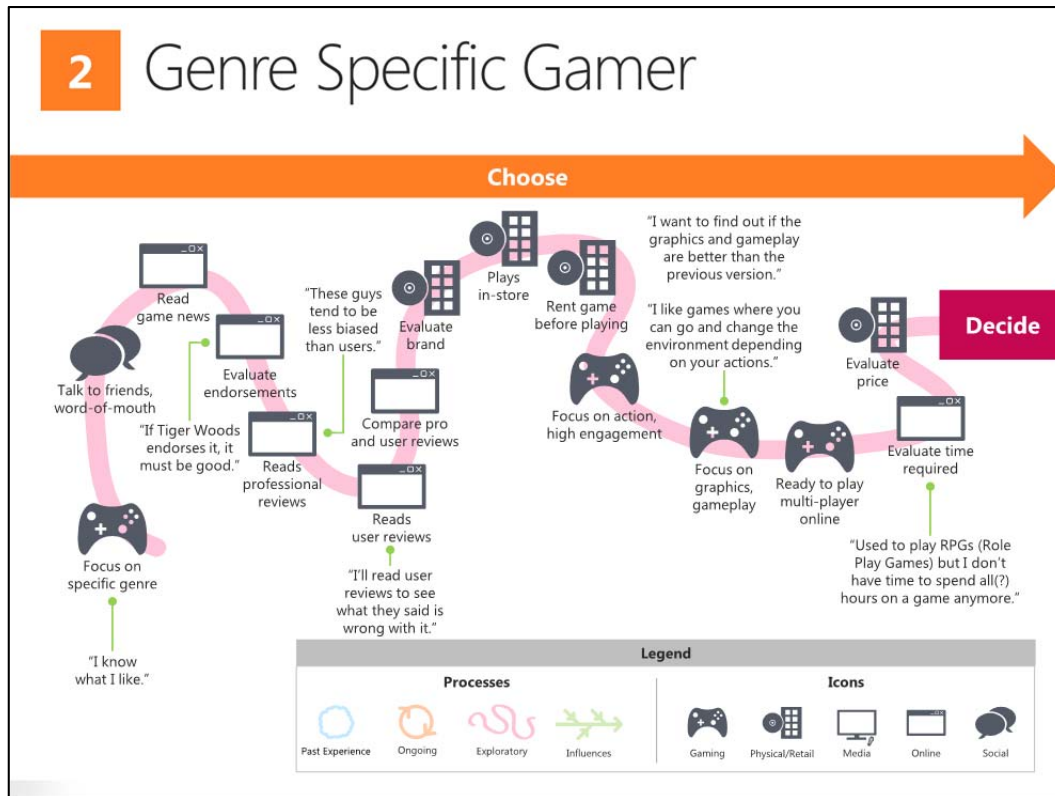 2 Genre Specific Gamer
Choose
Focus on
specific genre
"I know
what I like."
Talk to friends,
word-of-mouth
Read
game news
Evaluate
endorsements
"If Tiger Woods
endorses it, it
must be good."
Reads
professional
reviews
"These guys
tend to be
less biased
than users."
Reads
user reviews
"I'll read user
reviews to see
what they said is
wrong with it."
Compare pro
and user reviews
Evaluate
brand
Plays
in-store
Rent game
before playing
Focus on action,
high engagement
"I want to find out if the
graphics and gameplay
are better than the
previous version."
"I like games where you
can go and change the
environment depending
on your actions."
Focus on
graphics,
gameplay
Ready to play
multi-player
online
Evaluate time
required
"Used to play RPGs (Role
Play Games) but I don't
have time to spend all(?)
hours on a game anymore."
Evaluate
price
Decide
Legend
Processes
Past Experience
Ongoing
Exploratory
Influences
Icons
Gaming
Physical/Retail
Media
Online
Social